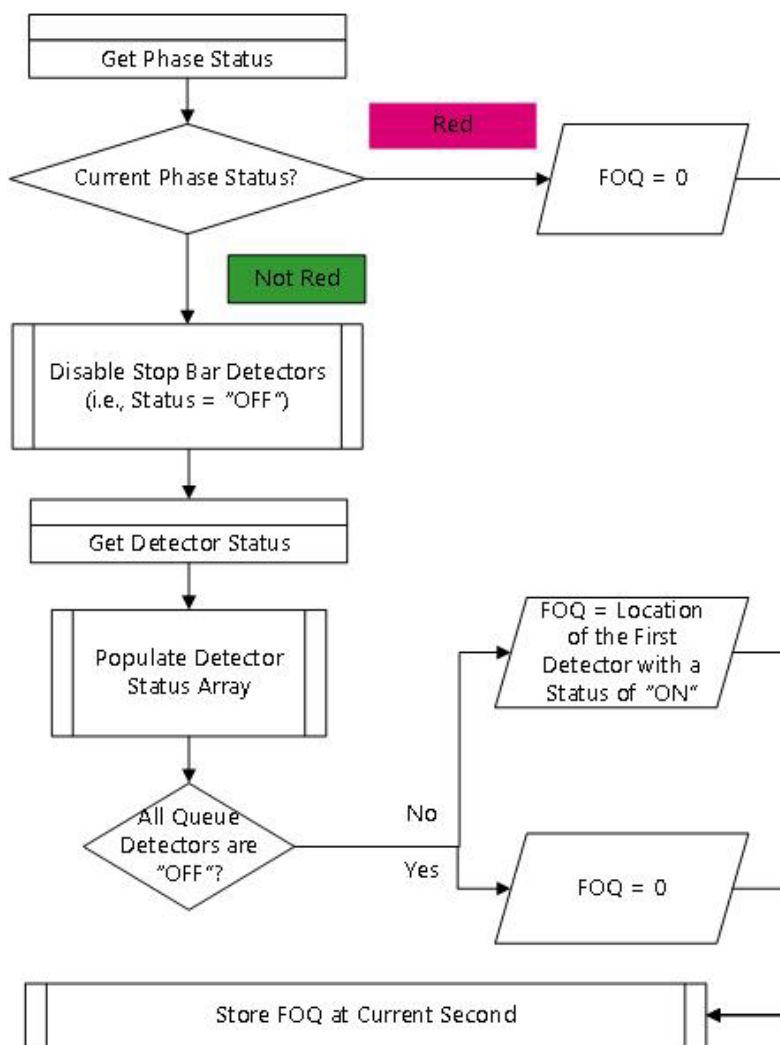 Get Phase Status
Red
Current Phase Status?
FOQ = 0
Not Red
Disable Stop Bar Detectors
(i.e., Status = "OFF")
Get Detector Status
Populate Detector
Status Array
FOQ = Location
of the First
Detector with a
Status of "ON"
All Queue
Detectors are
"OFF"?
No
Yes
FOQ = 0
Store FOQ at Current Second